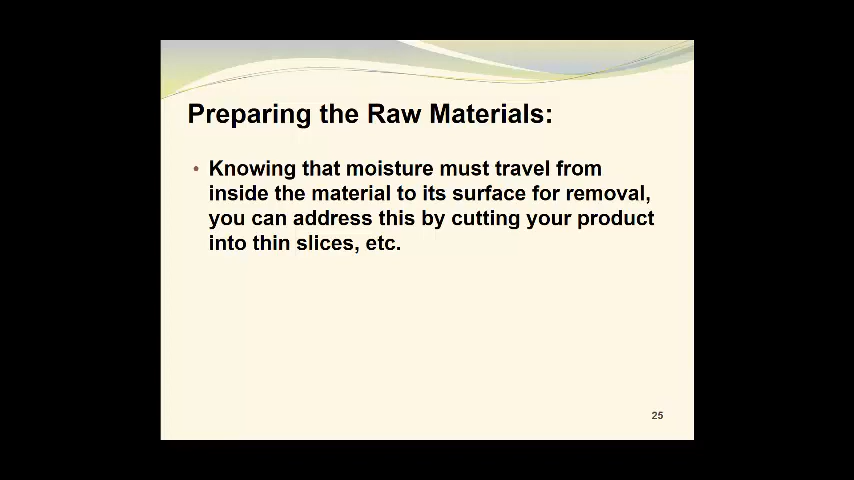 Preparing the Raw Materials:
• Knowing that moisture must travel from
inside the material to its surface for removal,
you can address this by cutting your product
into thin slices, etc.
25